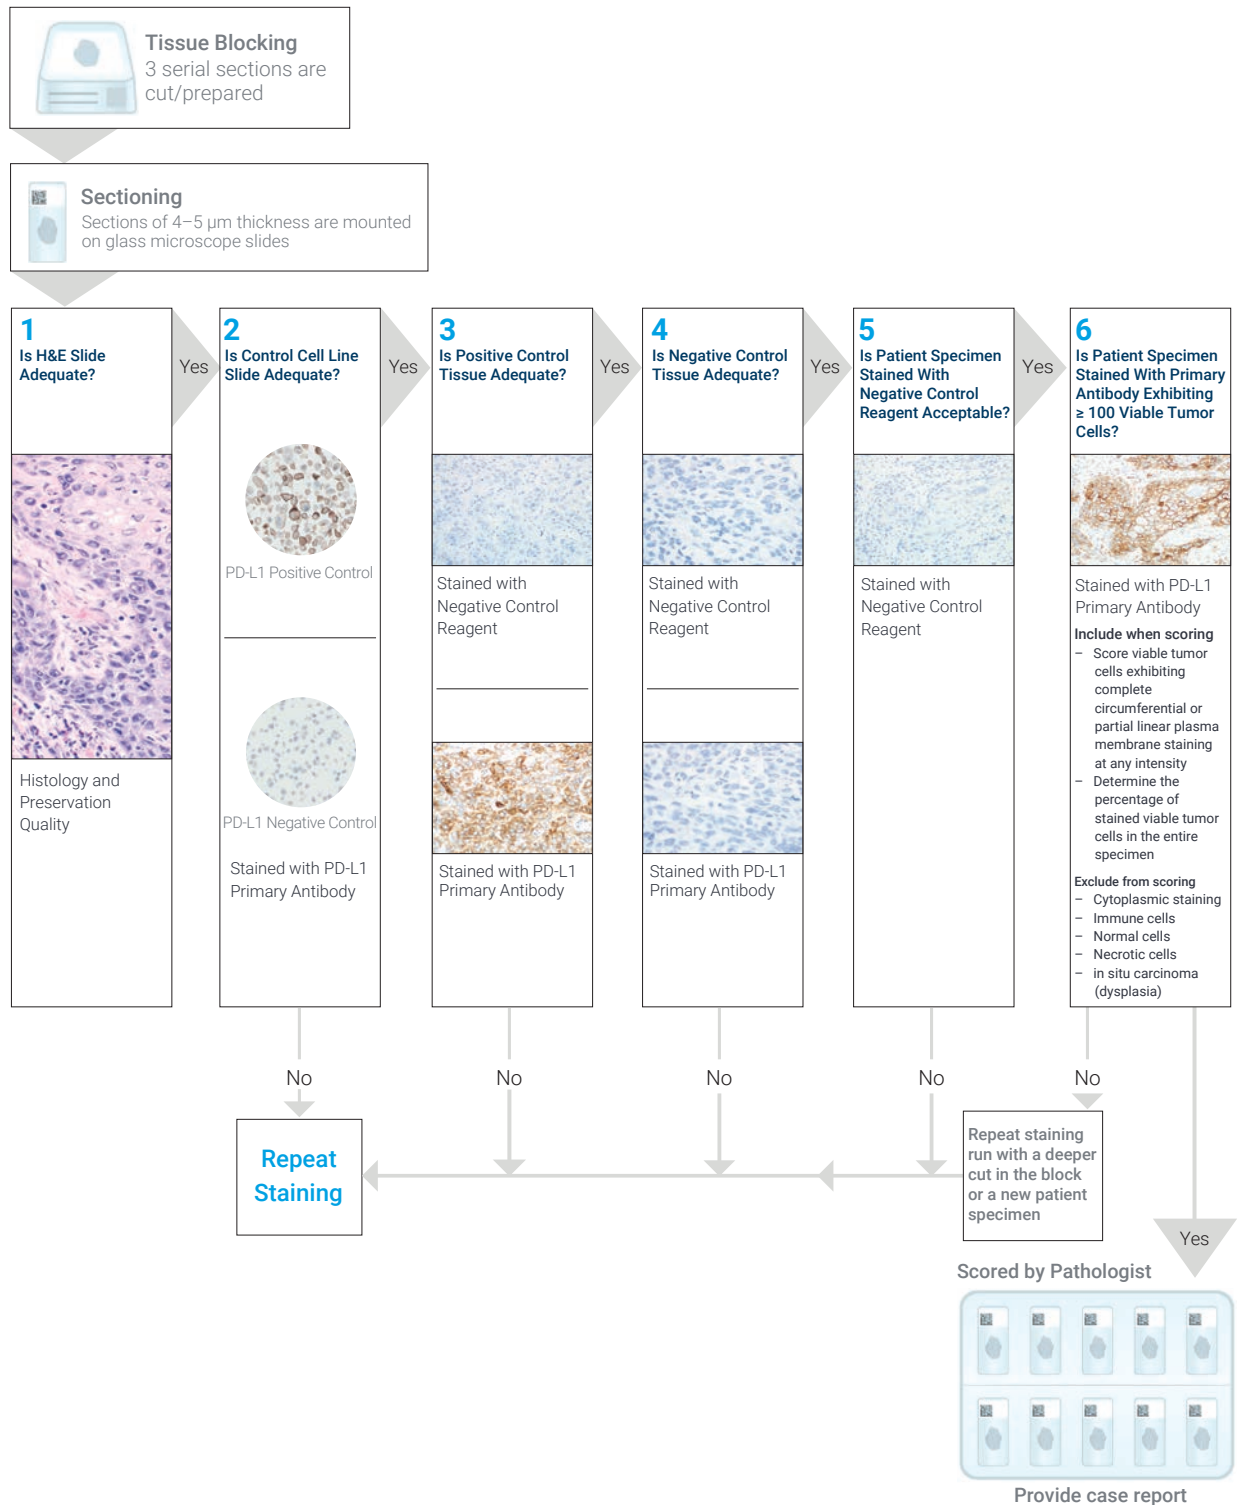 Tissue Blocking
3 serial sections are
cut/prepared
Sectioning
Sections of 4–5 µm thickness are mounted
on glass microscope slides
1
Is H&E Slide
Adequate?
Histology and
Preservation
Quality
Yes
2
Is Control Cell Line
Slide Adequate?
PD-L1 Positive Control
PD-L1 Negative Control
Stained with PD-L1
Primary Antibody
Yes
3
Is Positive Control
Tissue Adequate?
Stained with
Negative Control
Reagent
Stained with PD-L1
Primary Antibody
Yes
4
Is Negative Control
Tissue Adequate?
Stained with
Negative Control
Reagent
Stained with PD-L1
Primary Antibody
Yes
5
Is Patient Specimen
Stained With
Negative Control
Reagent Acceptable?
Stained with
Negative Control
Reagent
Yes
6
Is Patient Specimen
Stained With Primary
Antibody Exhibiting
≥ 100 Viable Tumor
Cells?
Stained with PD-L1
Primary Antibody
Include when scoring
– Score viable tumor
cells exhibiting
complete
circumferential or
partial linear plasma
membrane staining
at any intensity
– Determine the
percentage of
stained viable tumor
cells in the entire
specimen
Exclude from scoring
– Cytoplasmic staining
– Immune cells
– Normal cells
– Necrotic cells
– in situ carcinoma
(dysplasia)
No
No
No
No
No
Repeat
Staining
Repeat staining
run with a deeper
cut in the block
or a new patient
specimen
Yes
Scored by Pathologist
Provide case report